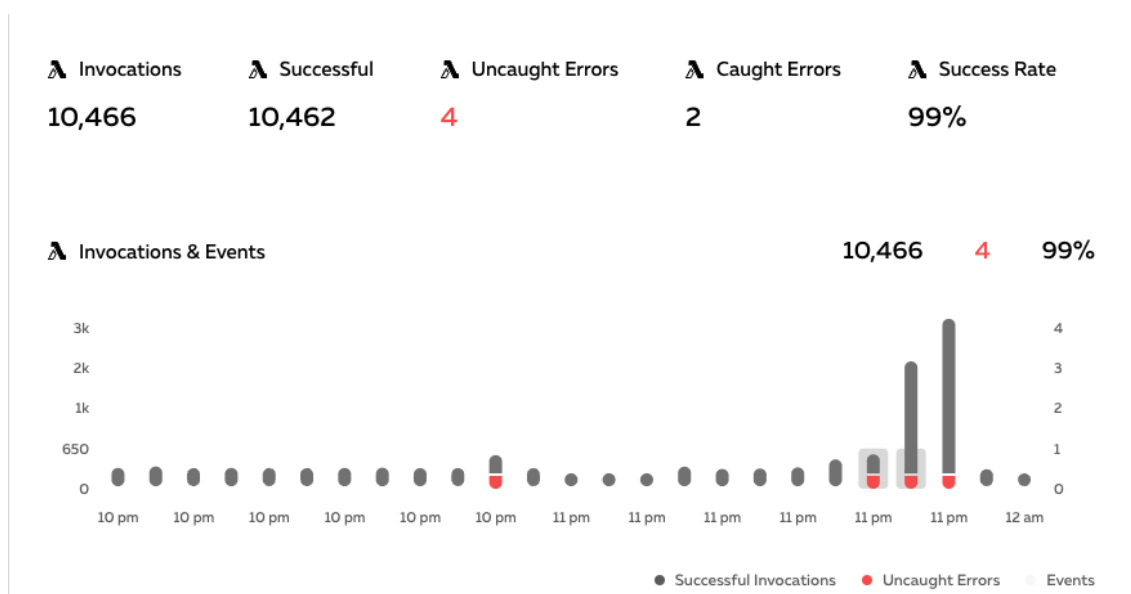 Invocations Successful Uncaught Errors Caught Errors Success Rate
10,466 10,462 4 2 99%
Invocations & Events 10,466 4 99%
3k 4
2k 3
1k 2
650 1
0 0
10 pm 10 pm 10 pm 10 pm 10 pm 10 pm 11 pm 11 pm 11 pm 11 pm 11 pm 11 pm 12 am
Successful Invocations Uncaught Errors Events